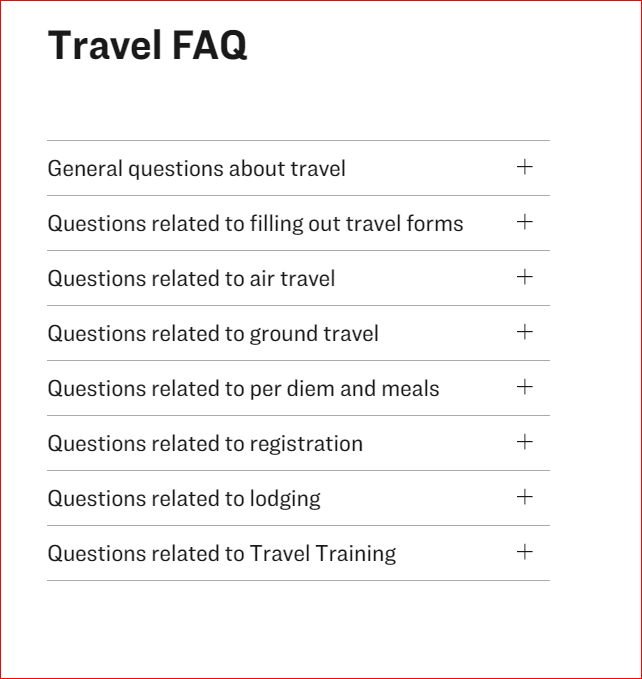 Travel FAQ
General questions about travel
Questions related to filling out travel forms
Questions related to air travel
Questions related to ground travel
Questions related to per diem and meals
Questions related to registration
Questions related to lodging
Questions related to Travel Training